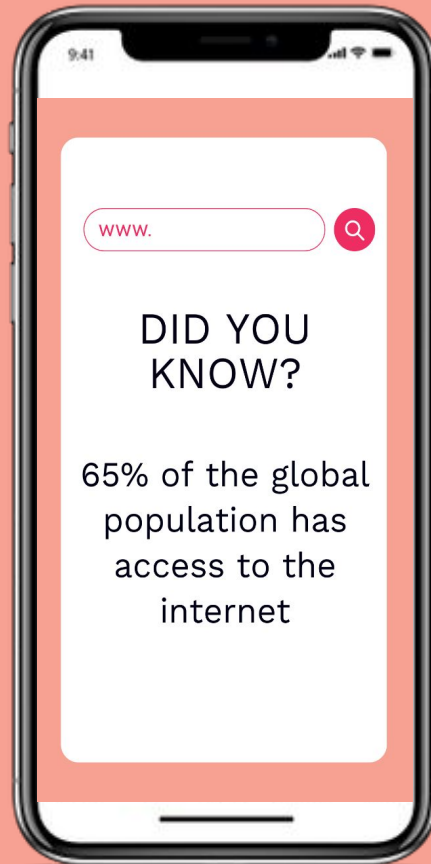 9:41
www.
DID YOU
KNOW?
65% of the global
population has
access to the
internet